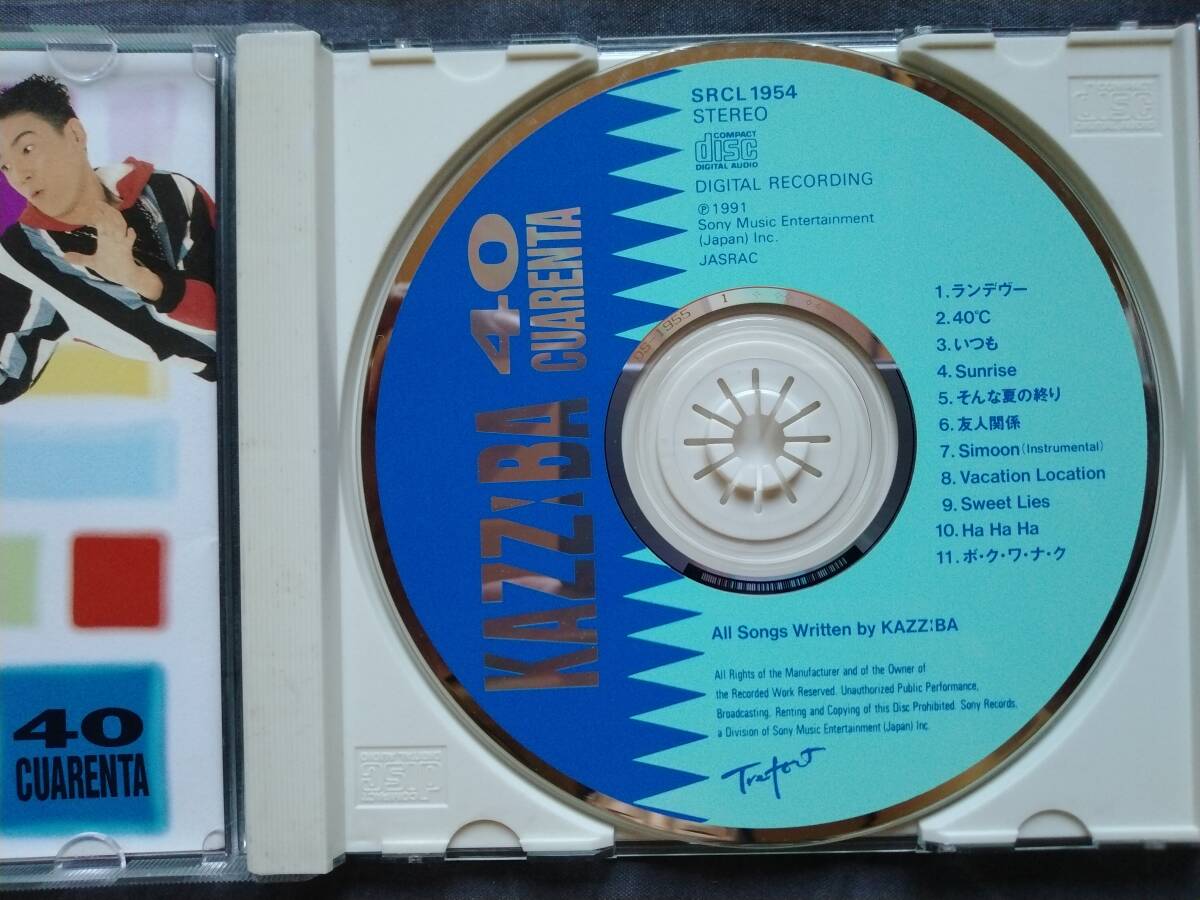 40
CUARENTA
KAZZ:BA
40
CUARENTA
SRCL 1954
STEREO
COMPACT
disc
DIGITAL AUDIO
DIGITAL RECORDING
℗1991
Sony Music Entertainment
(Japan) Inc.
JASRAC
1.ランデヴー
2.40℃
3.いつも
4.Sunrise
5.そんな夏の終り
6.友人関係
7.Simoon(Instrumental)
8.Vacation Location
9.Sweet Lies
10.Ha Ha Ha
11.ボ・ク・ワ・ナ・ク
All Songs Written by KAZZ:BA
All Rights of the Manufacturer and of the Owner of
the Recorded Work Reserved. Unauthorized Public Performance,
Broadcasting, Renting and Copying of this Disc Prohibited. Sony Records,
a Division of Sony Music Entertainment (Japan) Inc.
Trefort